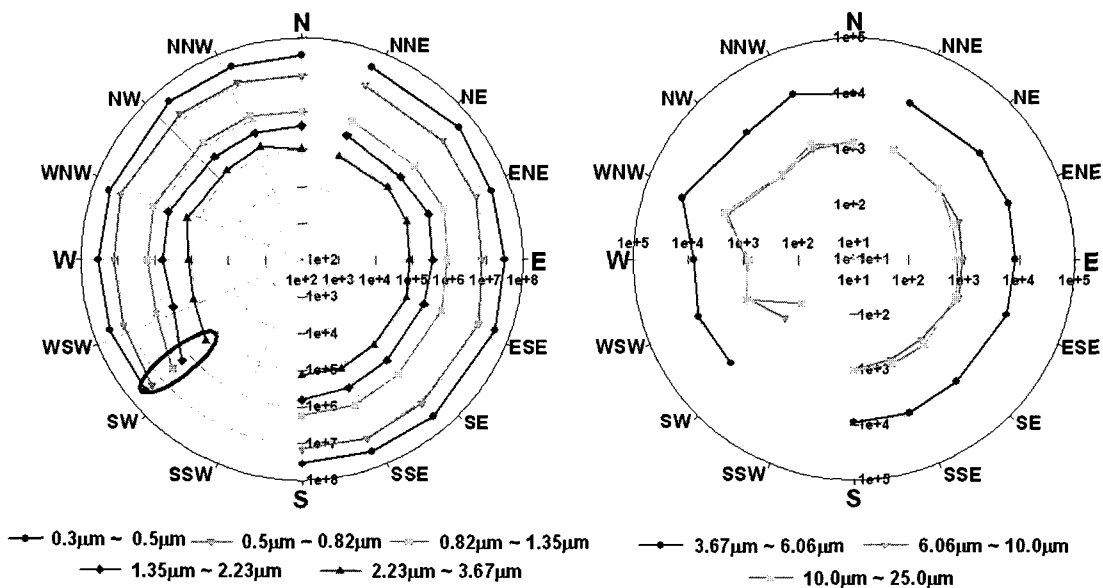 N
NNW
NNE
NW
NE
WNW
ENE
W
1e+2
1e+2 1e+3 1e+4 1e+5 1e+6 1e+7 1e+8
E
1e+3
1e+4
WSW
ESE
1e+5
1e+6
SW
SE
1e+7
SSW
SSE
1e+8
S
0.3µm ~ 0.5µm
0.5µm ~ 0.82µm
0.82µm ~ 1.35µm
1.35µm ~ 2.23µm
2.23µm ~ 3.67µm
N
1e+5
NNW
NNE
1e+4
NW
NE
1e+3
WNW
ENE
1e+2
1e+1
W
1e+5 1e+4 1e+3 1e+2 1e+1 1e+1
E
1e+1 1e+2 1e+3 1e+4 1e+5
1e+2
WSW
ESE
1e+3
SW
SE
1e+4
SSW
SSE
1e+5
S
3.67µm ~ 6.06µm
6.06µm ~ 10.0µm
10.0µm ~ 25.0µm